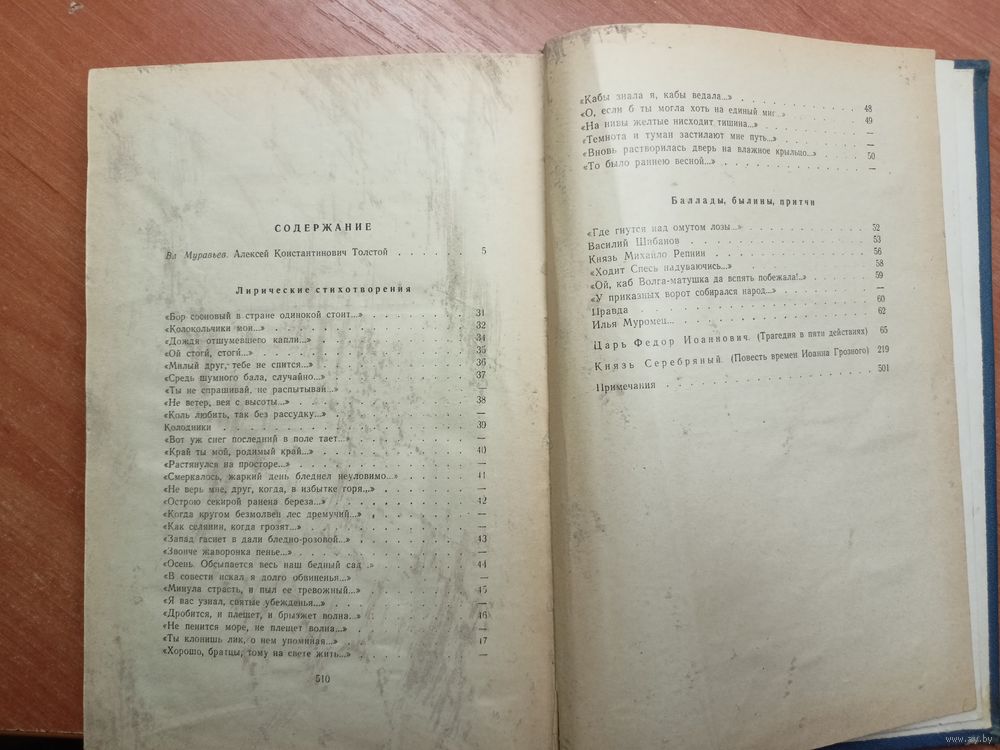 СОДЕРЖАНИЕ
Вл Муравьев. Алексей Константинович Толстой . . . . . . 5
Лирические стихотворения
«Бор сосновый в стране одинокой стоит...» . . . . . . . 31
«Колокольчики мои...» . . . . . . . 32
«Дождя отшумевшего капли...» . . . . . . . 34
«Ой стоги, стоги...» . . . . . . . 35
«Милый друг, тебе не спится...» . . . . . . . 36
«Средь шумного бала, случайно...» . . . . . . . 37
«Ты не спрашивай, не распытывай...» . . . . . . . —
«Не ветер, вея с высоты...» . . . . . . . 38
«Коль любить, так без рассудку...» . . . . . . . —
Колодники . . . . . . . 39
«Вот уж снег последний в поле тает...» . . . . . . . —
«Край ты мой, родимый край...» . . . . . . . 40
«Растянулся на просторе...» . . . . . . . —
«Смеркалось, жаркий день бледнел неуловимо...» . . . . . . . 41
«Не верь мне, друг, когда, в избытке горя...» . . . . . . . —
«Острою секирой ранена береза...» . . . . . . . 42
«Когда кругом безмолвен лес дремучий...» . . . . . . . —
«Как селянин, когда грозят...» . . . . . . . —
«Запад гаснет в дали бледно-розовой...» . . . . . . . 43
«Звонче жаворонка пенье...» . . . . . . . —
«Осень. Обсыпается весь наш бедный сад .» . . . . . . . 44
«В совести искал я долго обвиненья...» . . . . . . . —
«Минула страсть, и пыл ее тревожный...» . . . . . . . 45
«Я вас узнал, святые убежденья...» . . . . . . . —
«Дробится, и плещет, и брызжет волна...» . . . . . . . 46
«Не пенится море, не плещет волна...» . . . . . . . —
«Ты клонишь лик, о нем упоминая...» . . . . . . . 47
«Хорошо, братцы, тому на свете жить...» . . . . . . . —
510
«Кабы знала я, кабы ведала...» . . . . . . . 48
«О, если б ты могла хоть на единый миг...» . . . . . . . 49
«На нивы желтые нисходит тишина...» . . . . . . . —
«Темнота и туман застилают мне путь...» . . . . . . . —
«Вновь растворилась дверь на влажное крыльцо...» . . . . . . . 50
«То было раннею весной...» . . . . . . . —
Баллады, былины, притчи
«Где гнутся над омутом лозы...» . . . . . . . 52
Василий Шибанов . . . . . . . 53
Князь Михайло Репнин . . . . . . . 56
«Ходит Спесь надуваючись...» . . . . . . . 58
«Ой, каб Волга-матушка да вспять побежала!..» . . . . . . . 59
«У приказных ворот собирался народ...» . . . . . . . —
Правда . . . . . . . 60
Илья Муромец... . . . . . . . 62
Царь Федор Иоаннович. (Трагедия в пяти действиях) 65
Князь Серебряный. (Повесть времен Иоанна Грозного) 219
Примечания . . . . . . . 501
www.ay.by